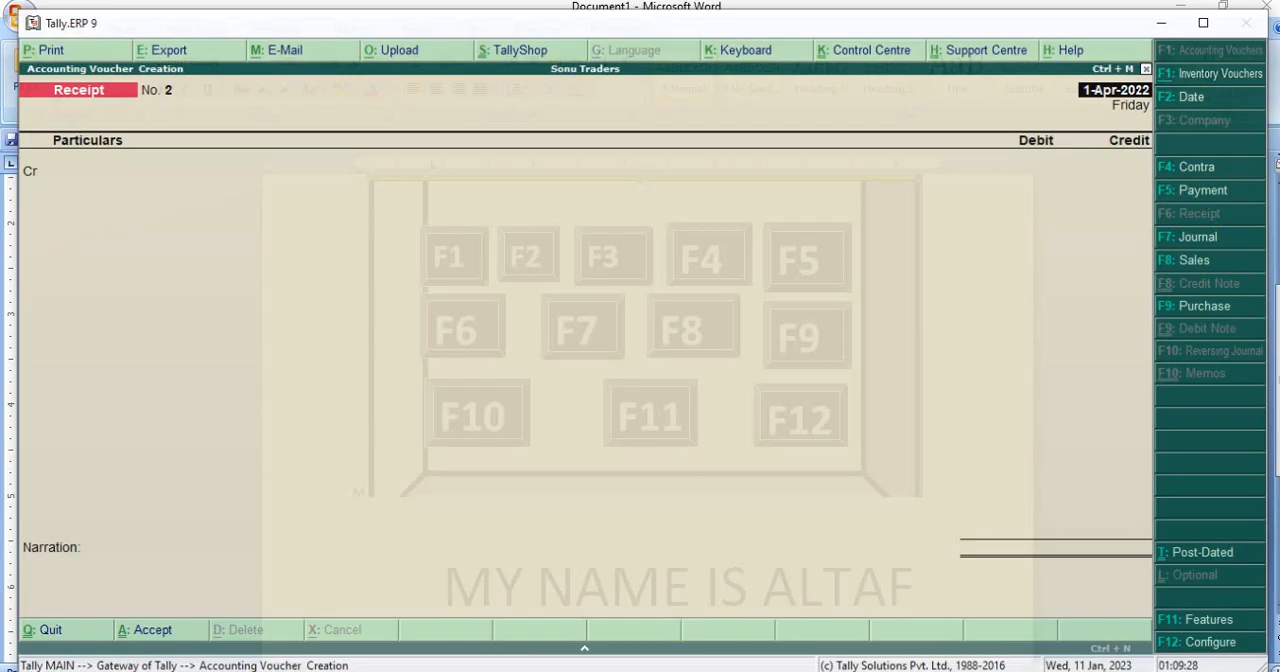 Document1 - Microsoft Word
Tally.ERP 9
P: Print E: Export M: E-Mail O: Upload S: TallyShop G: Language K: Keyboard K: Control Centre H: Support Centre H: Help
Accounting Voucher Creation Sonu Traders Ctrl + M
Receipt No. 2 1-Apr-2022
Friday
Particulars Debit Credit
Cr
F1 F2 F3 F4 F5
F6 F7 F8 F9
F10 F11 F12
Narration:
MY NAME IS ALTAF
Q: Quit A: Accept D: Delete X: Cancel
Ctrl + N
Tally MAIN --> Gateway of Tally --> Accounting Voucher Creation (c) Tally Solutions Pvt. Ltd., 1988-2016 Wed, 11 Jan, 2023 01:09:28
F1: Accounting Vouchers
F1: Inventory Vouchers
F2: Date
F3: Company
F4: Contra
F5: Payment
F6: Receipt
F7: Journal
F8: Sales
F8: Credit Note
F9: Purchase
F9: Debit Note
F10: Reversing Journal
F10: Memos
T: Post-Dated
L: Optional
F11: Features
F12: Configure
2
3
4
5
6